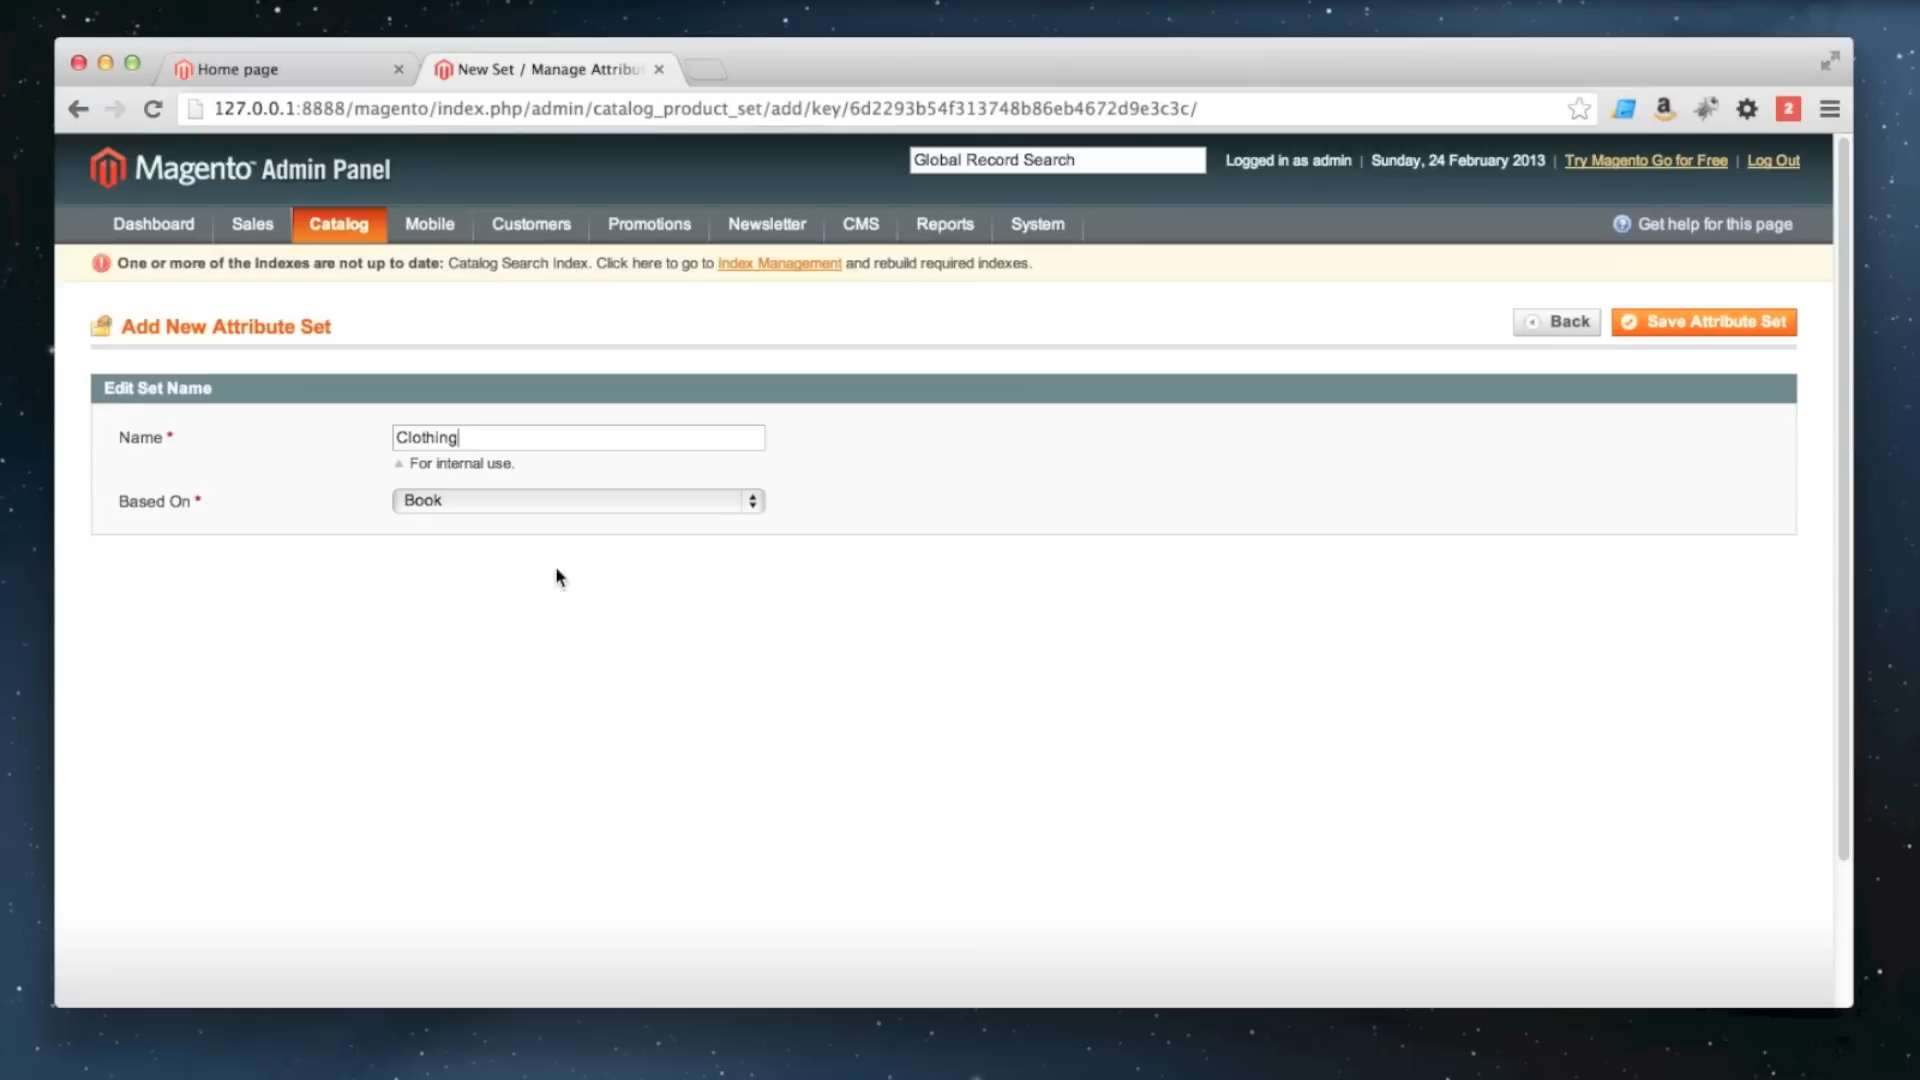 Home page
New Set / Manage Attribu
127.0.0.1:8888/magento/index.php/admin/catalog_product_set/add/key/6d2293b54f313748b86eb4672d9e3c3c/
a
2
Magento Admin Panel
Global Record Search
Logged in as admin | Sunday, 24 February 2013 | Try Magento Go for Free | Log Out
Dashboard Sales Catalog Mobile Customers Promotions Newsletter CMS Reports System
Get help for this page
One or more of the Indexes are not up to date: Catalog Search Index. Click here to go to Index Management and rebuild required indexes.
Add New Attribute Set
Back
Save Attribute Set
Edit Set Name
Name * Clothing
For internal use.
Based On * Book